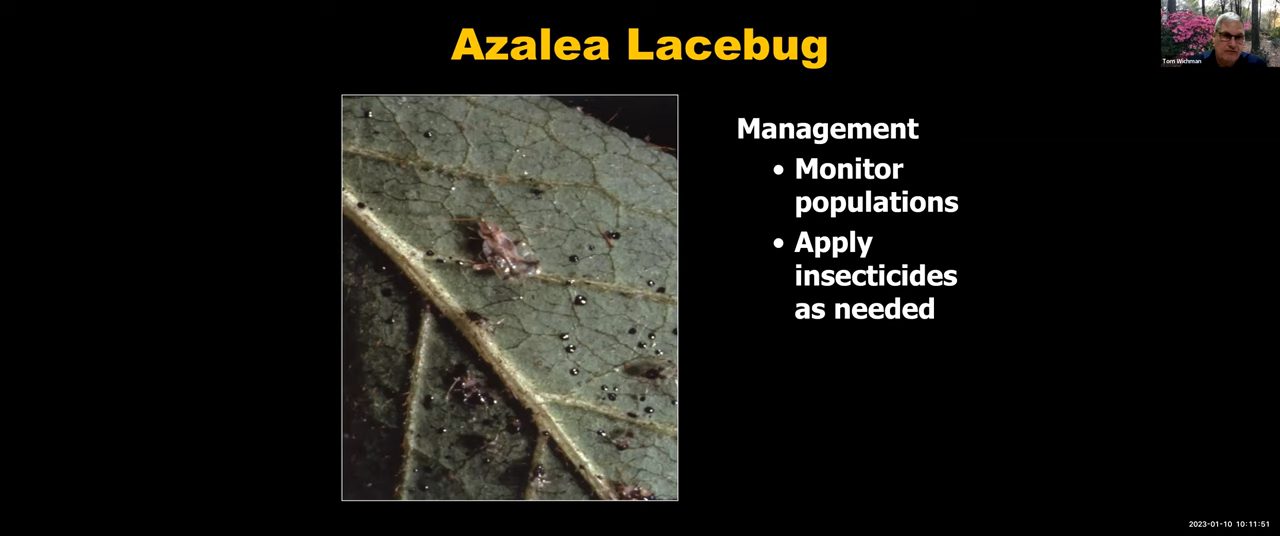 Azalea Lacebug
Tom Wichman
Management
• Monitor
populations
• Apply
insecticides
as needed
2023-01-10 10:11:51